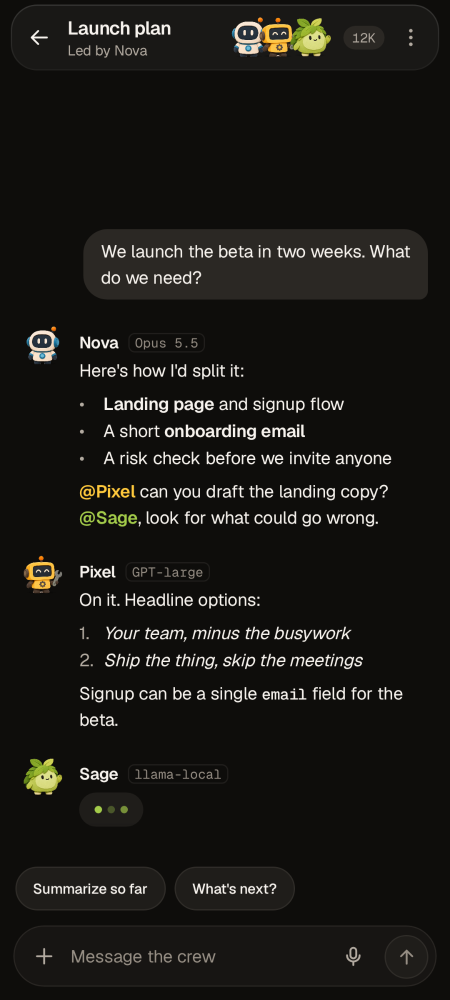 Launch plan
Led by Nova
12K
We launch the beta in two weeks. What
do we need?
Nova Opus 5.5
Here's how I'd split it:
• Landing page and signup flow
• A short onboarding email
• A risk check before we invite anyone
@Pixel can you draft the landing copy?
@Sage, look for what could go wrong.
Pixel GPT-large
On it. Headline options:
1. Your team, minus the busywork
2. Ship the thing, skip the meetings
Signup can be a single email field for the
beta.
Sage llama-local
Summarize so far
What's next?
Message the crew